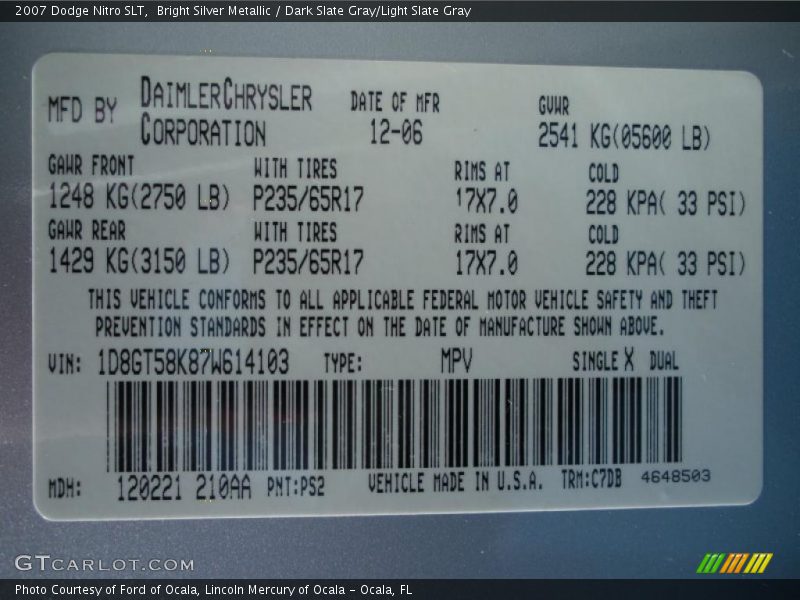 2007 Dodge Nitro SLT,  Bright Silver Metallic / Dark Slate Gray/Light Slate Gray
MFD BY DAIMLERCHRYSLER CORPORATION DATE OF MFR 12-06 GVWR 2541 KG(05600 LB)
GAWR FRONT WITH TIRES RIMS AT COLD
1248 KG(2750 LB) P235/65R17 17X7.0 228 KPA( 33 PSI)
GAWR REAR WITH TIRES RIMS AT COLD
1429 KG(3150 LB) P235/65R17 17X7.0 228 KPA( 33 PSI)
THIS VEHICLE CONFORMS TO ALL APPLICABLE FEDERAL MOTOR VEHICLE SAFETY AND THEFT
PREVENTION STANDARDS IN EFFECT ON THE DATE OF MANUFACTURE SHOWN ABOVE.
VIN: 1D8GT58K87W614103 TYPE: MPV SINGLE X DUAL
MDH: 120221 210AA PNT:PS2 VEHICLE MADE IN U.S.A. TRM:C7DB 4648503
GTCARLOT.COM
Photo Courtesy of Ford of Ocala, Lincoln Mercury of Ocala - Ocala, FL